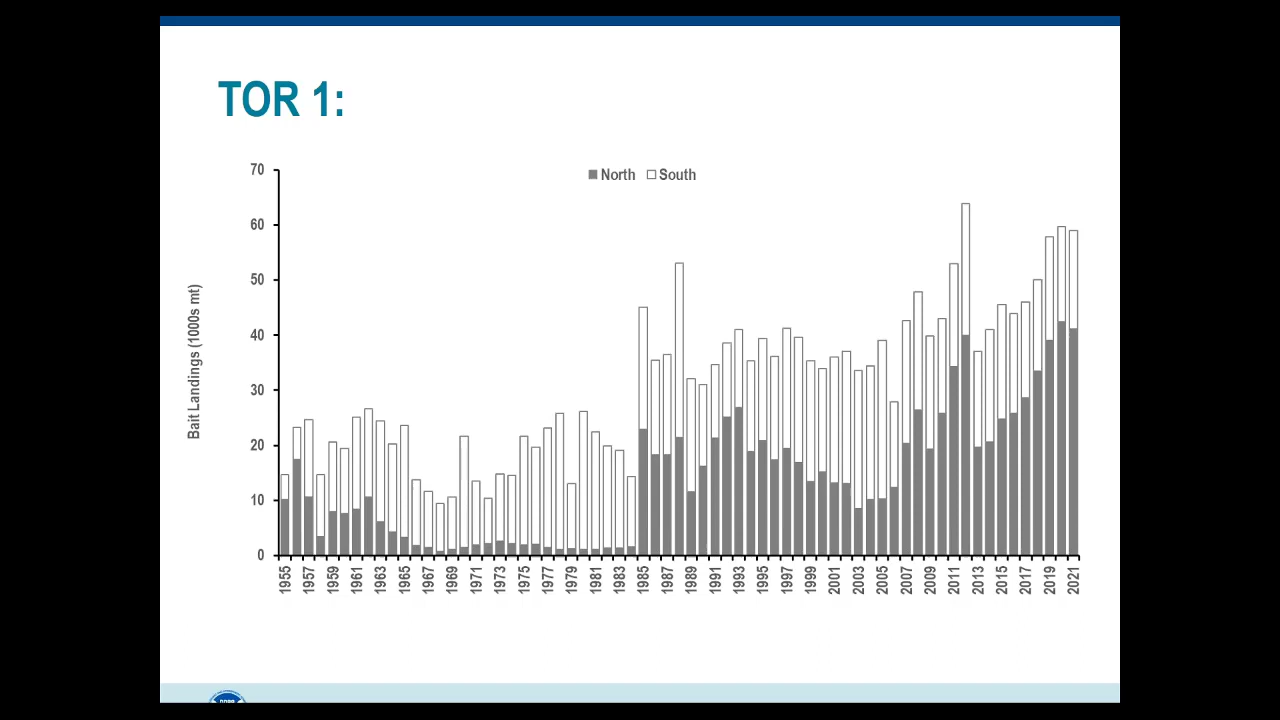 TOR 1:
North South
70
60
50
40
30
20
10
0
Bait Landings (1000s mt)
1955 1957 1959 1961 1963 1965 1967 1969 1971 1973 1975 1977 1979 1981 1983 1985 1987 1989 1991 1993 1995 1997 1999 2001 2003 2005 2007 2009 2011 2013 2015 2017 2019 2021